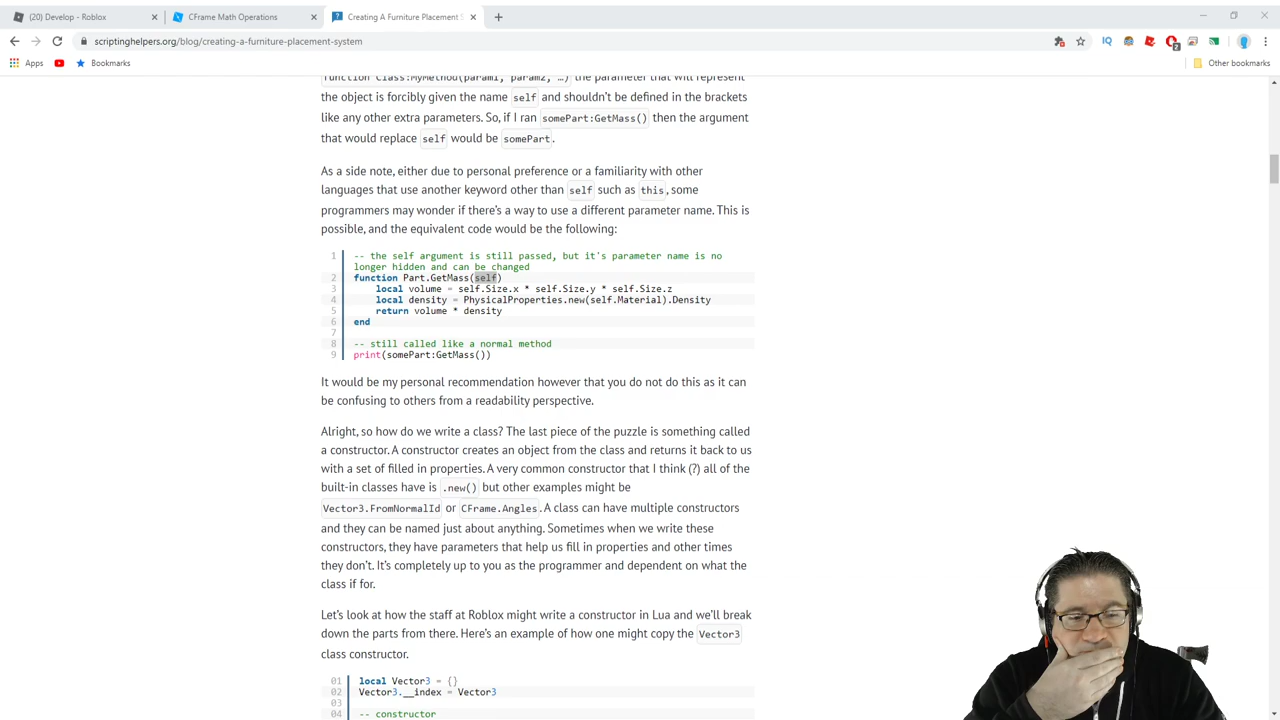 (20) Develop - Roblox
CFrame Math Operations
Creating A Furniture Placement S
scriptinghelpers.org/blog/creating-a-furniture-placement-system
Apps
Bookmarks
Other bookmarks
function Class:MyMethod(param1, param2, …) the parameter that will represent
the object is forcibly given the name self and shouldn't be defined in the brackets
like any other extra parameters. So, if I ran somePart:GetMass() then the argument
that would replace self would be somePart.
As a side note, either due to personal preference or a familiarity with other
languages that use another keyword other than self such as this, some
programmers may wonder if there's a way to use a different parameter name. This is
possible, and the equivalent code would be the following:
1 -- the self argument is still passed, but it's parameter name is no
longer hidden and can be changed
2 function Part.GetMass(self)
3 local volume = self.Size.x * self.Size.y * self.Size.z
4 local density = PhysicalProperties.new(self.Material).Density
5 return volume * density
6 end
7
8 -- still called like a normal method
9 print(somePart:GetMass())
It would be my personal recommendation however that you do not do this as it can
be confusing to others from a readability perspective.
Alright, so how do we write a class? The last piece of the puzzle is something called
a constructor. A constructor creates an object from the class and returns it back to us
with a set of filled in properties. A very common constructor that I think (?) all of the
built-in classes have is .new() but other examples might be
Vector3.FromNormalId or CFrame.Angles. A class can have multiple constructors
and they can be named just about anything. Sometimes when we write these
constructors, they have parameters that help us fill in properties and other times
they don't. It's completely up to you as the programmer and dependent on what the
class if for.
Let's look at how the staff at Roblox might write a constructor in Lua and we'll break
down the parts from there. Here's an example of how one might copy the Vector3
class constructor.
01 local Vector3 = {}
02 Vector3.__index = Vector3
03
04 -- constructor